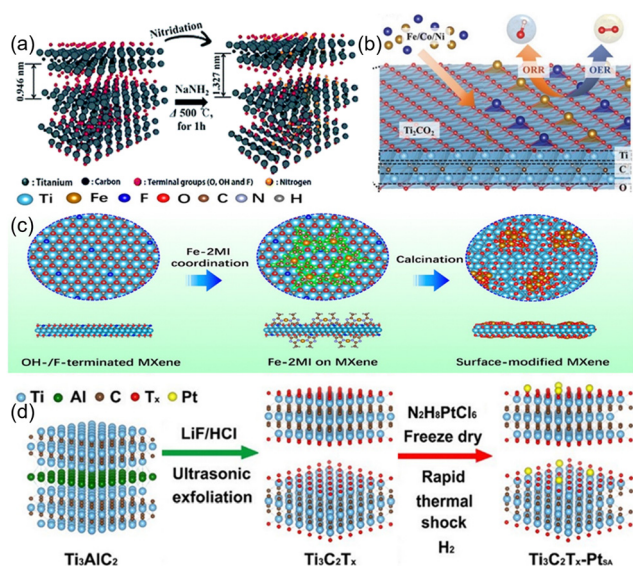 (a)
Nitridation
0.946 nm
NaNH₂
Δ 500 ℃,
for 1h
1.327 nm
:Titanium :Carbon :Terminal groups (O, OH and F) :Nitrogen
(b)
Fe/Co/Ni
ORR
OER
Ti₂CO₂
Ti
C
O
Ti Fe F O C N H
(c)
Fe-2MI
coordination
Calcination
OH-/F-terminated MXene
Fe-2MI on MXene
Surface-modified MXene
Ti Al C Tₓ Pt
(d)
LiF/HCl
Ultrasonic
exfoliation
N₂H₈PtCl₆
Freeze dry
Rapid
thermal
shock
H₂
Ti₃AlC₂
Ti₃C₂Tₓ
Ti₃C₂Tₓ-Ptₛₐ